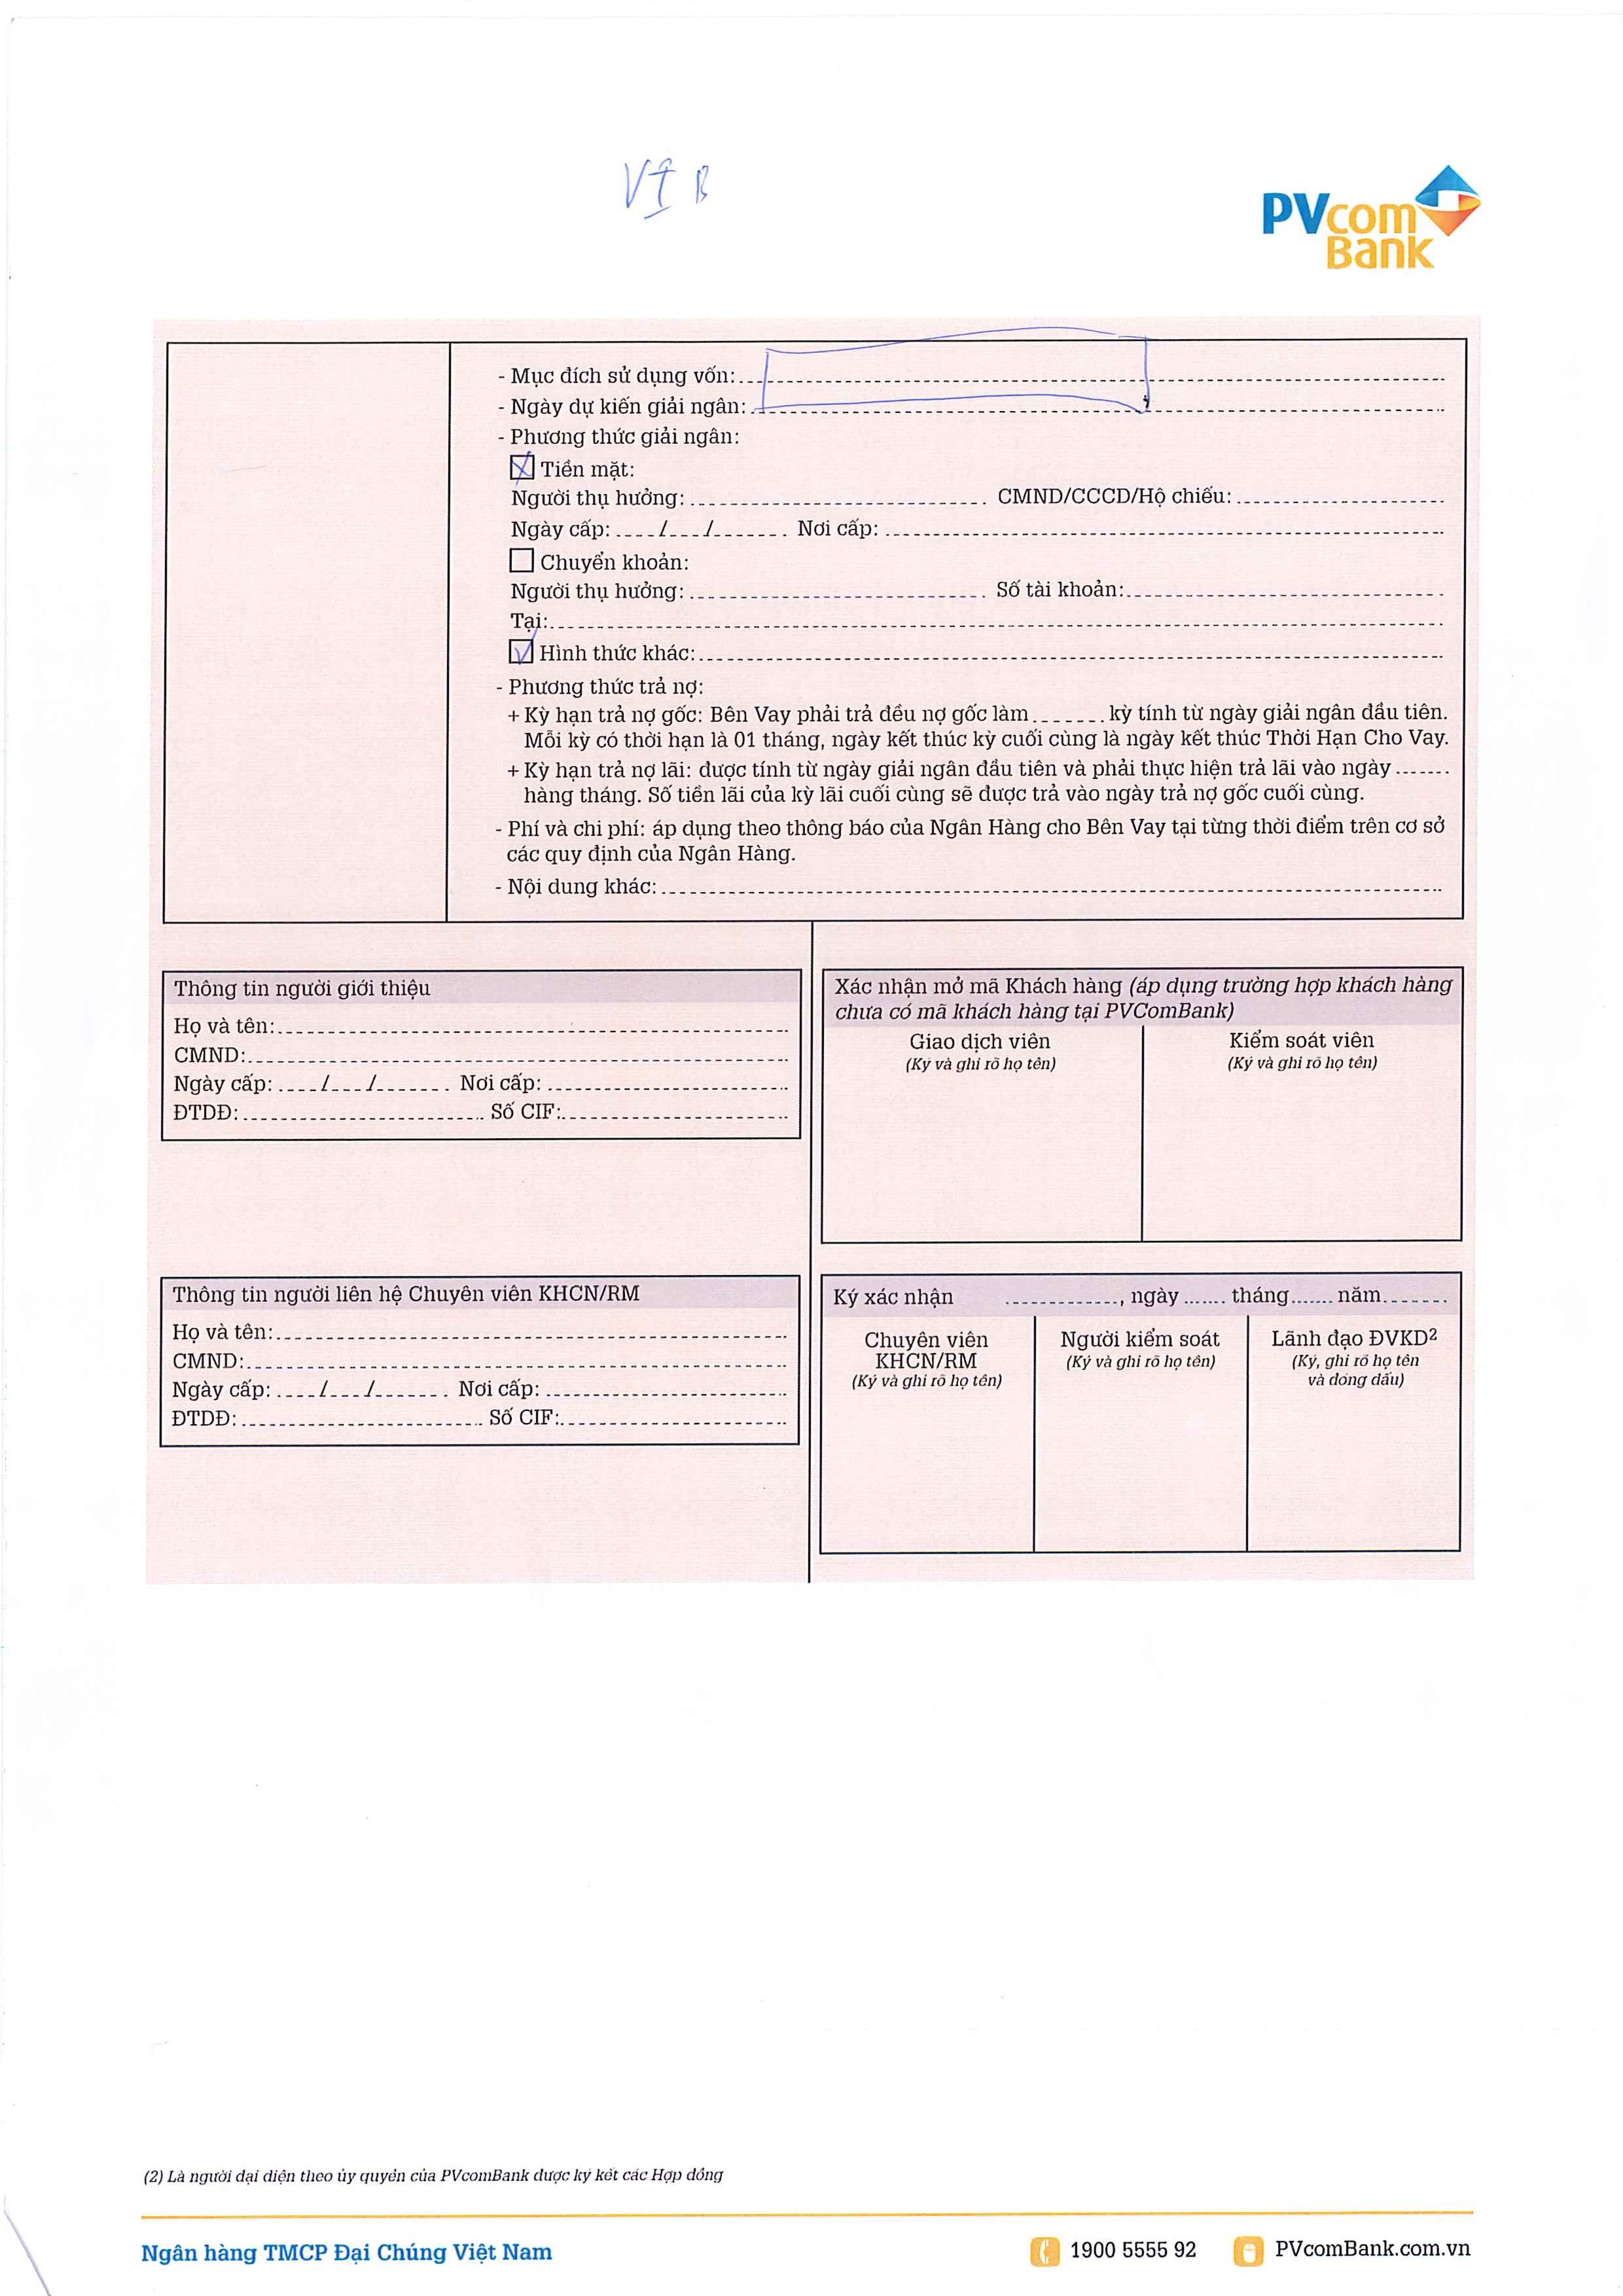 VIB
PVcom
Bank
- Mục đích sử dụng vốn:
- Ngày dự kiến giải ngân:
- Phương thức giải ngân:
Tiền mặt:
Người thụ hưởng: CMND/CCCD/Hộ chiếu:
Ngày cấp: / / Nơi cấp:
Chuyển khoản:
Người thụ hưởng: Số tài khoản:
Tại:
Hình thức khác:
- Phương thức trả nợ:
+ Kỳ hạn trả nợ gốc: Bên Vay phải trả đều nợ gốc làm ....... kỳ tính từ ngày giải ngân đầu tiên.
Mỗi kỳ có thời hạn là 01 tháng, ngày kết thúc kỳ cuối cùng là ngày kết thúc Thời Hạn Cho Vay.
+ Kỳ hạn trả nợ lãi: được tính từ ngày giải ngân đầu tiên và phải thực hiện trả lãi vào ngày .......
hàng tháng. Số tiền lãi của kỳ lãi cuối cùng sẽ được trả vào ngày trả nợ gốc cuối cùng.
- Phí và chi phí: áp dụng theo thông báo của Ngân Hàng cho Bên Vay tại từng thời điểm trên cơ sở
các quy định của Ngân Hàng.
- Nội dung khác:
Thông tin người giới thiệu
Họ và tên:
CMND:
Ngày cấp: / / Nơi cấp:
ĐTDĐ: Số CIF:
Xác nhận mở mã Khách hàng (áp dụng trường hợp khách hàng
chưa có mã khách hàng tại PVComBank)
Giao dịch viên
(Ký và ghi rõ họ tên)
Kiểm soát viên
(Ký và ghi rõ họ tên)
Thông tin người liên hệ Chuyên viên KHCN/RM
Họ và tên:
CMND:
Ngày cấp: / / Nơi cấp:
ĐTDĐ: Số CIF:
Ký xác nhận ............., ngày ....... tháng ....... năm .......
Chuyên viên
KHCN/RM
(Ký và ghi rõ họ tên)
Người kiểm soát
(Ký và ghi rõ họ tên)
Lãnh đạo ĐVKD2
(Ký, ghi rõ họ tên
và đóng dấu)
(2) Là người đại diện theo ủy quyền của PVcomBank được ký kết các Hợp đồng
Ngân hàng TMCP Đại Chúng Việt Nam
1900 5555 92
PVcomBank.com.vn